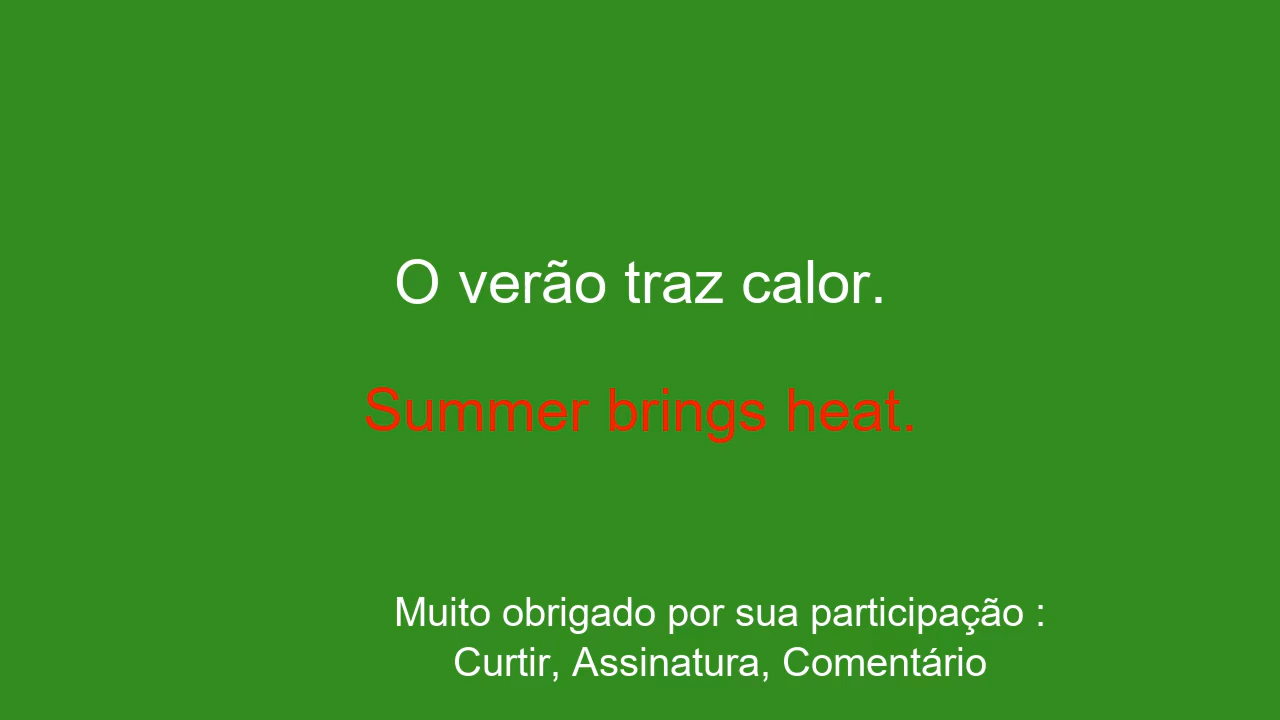 O verão traz calor.
Summer brings heat.
Muito obrigado por sua participação :
Curtir, Assinatura, Comentário